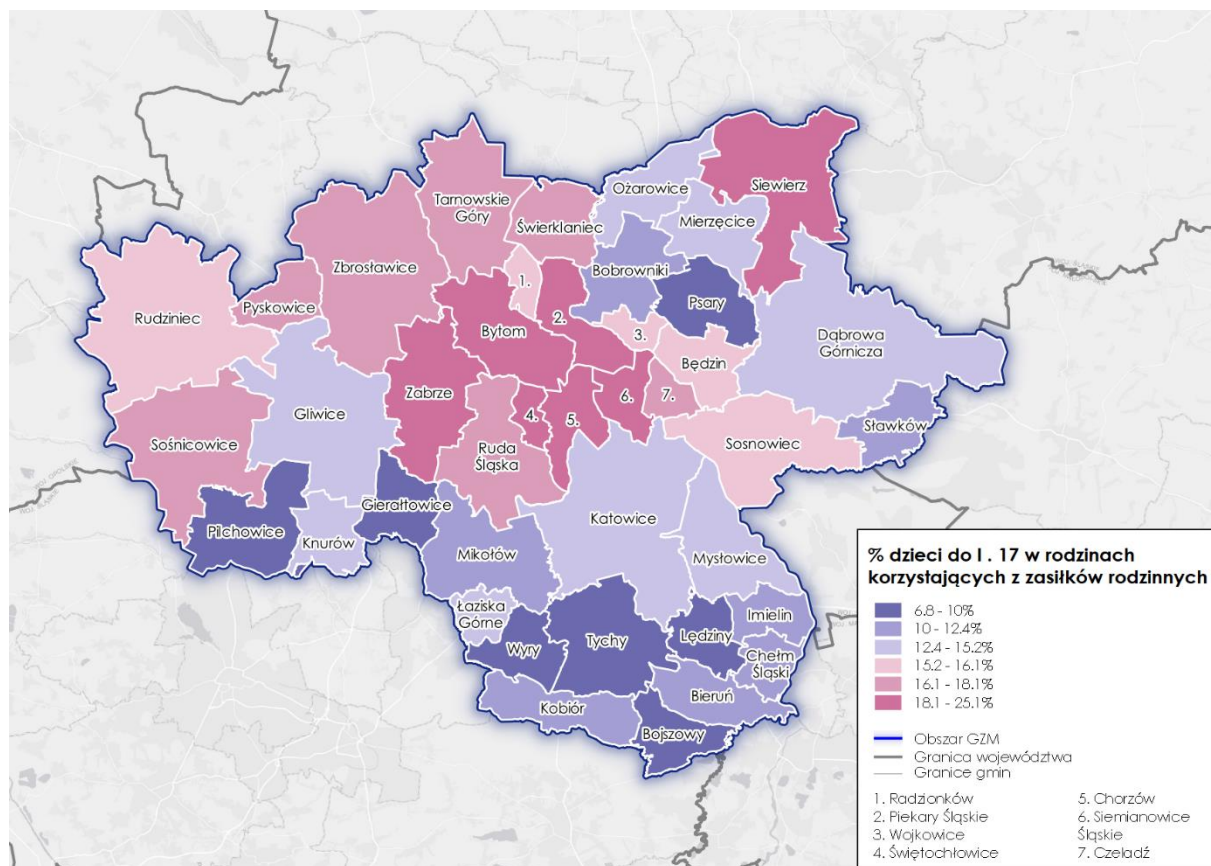 Tarnowskie
Góry
Świerklaniec
Ożarowice
Mierzęcice
Siewierz
Zbrosławice
Bobrowniki
Psary
Rudziniec
Pyskowice
1.
2.
3.
Bytom
Dąbrowa
Górnicza
Będzin
Zabrze
4.
5.
6.
7.
Gliwice
Sławków
Sośnicowice
Ruda
Śląska
Sosnowiec
Gierałtowice
Katowice
Pilchowice
Knurów
Mikołów
Mysłowice
Łaziska
Górne
Imielin
Wyry
Tychy
Lędziny
Chełm
Śląski
Bieruń
Kobiór
Bojszowy
% dzieci do l . 17 w rodzinach
korzystających z zasiłków rodzinnych
6.8 - 10%
10 - 12.4%
12.4 - 15.2%
15.2 - 16.1%
16.1 - 18.1%
18.1 - 25.1%
Obszar GZM
Granica województwa
Granice gmin
1. Radzionków
2. Piekary Śląskie
3. Wojkowice
4. Świętochłowice
5. Chorzów
6. Siemianowice
Śląskie
7. Czeladź